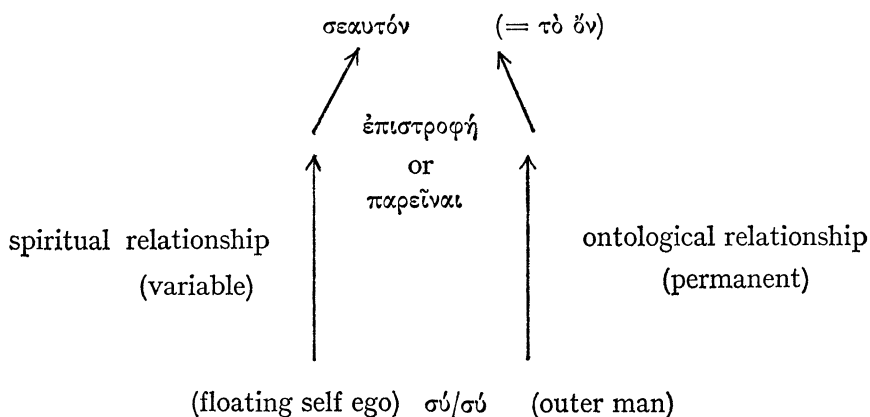 σεαυτόν (= τὸ ὄν)
ἐπιστροφή
or
παρεῖναι
spiritual relationship
(variable)
ontological relationship
(permanent)
(floating self ego) σύ/σύ (outer man)